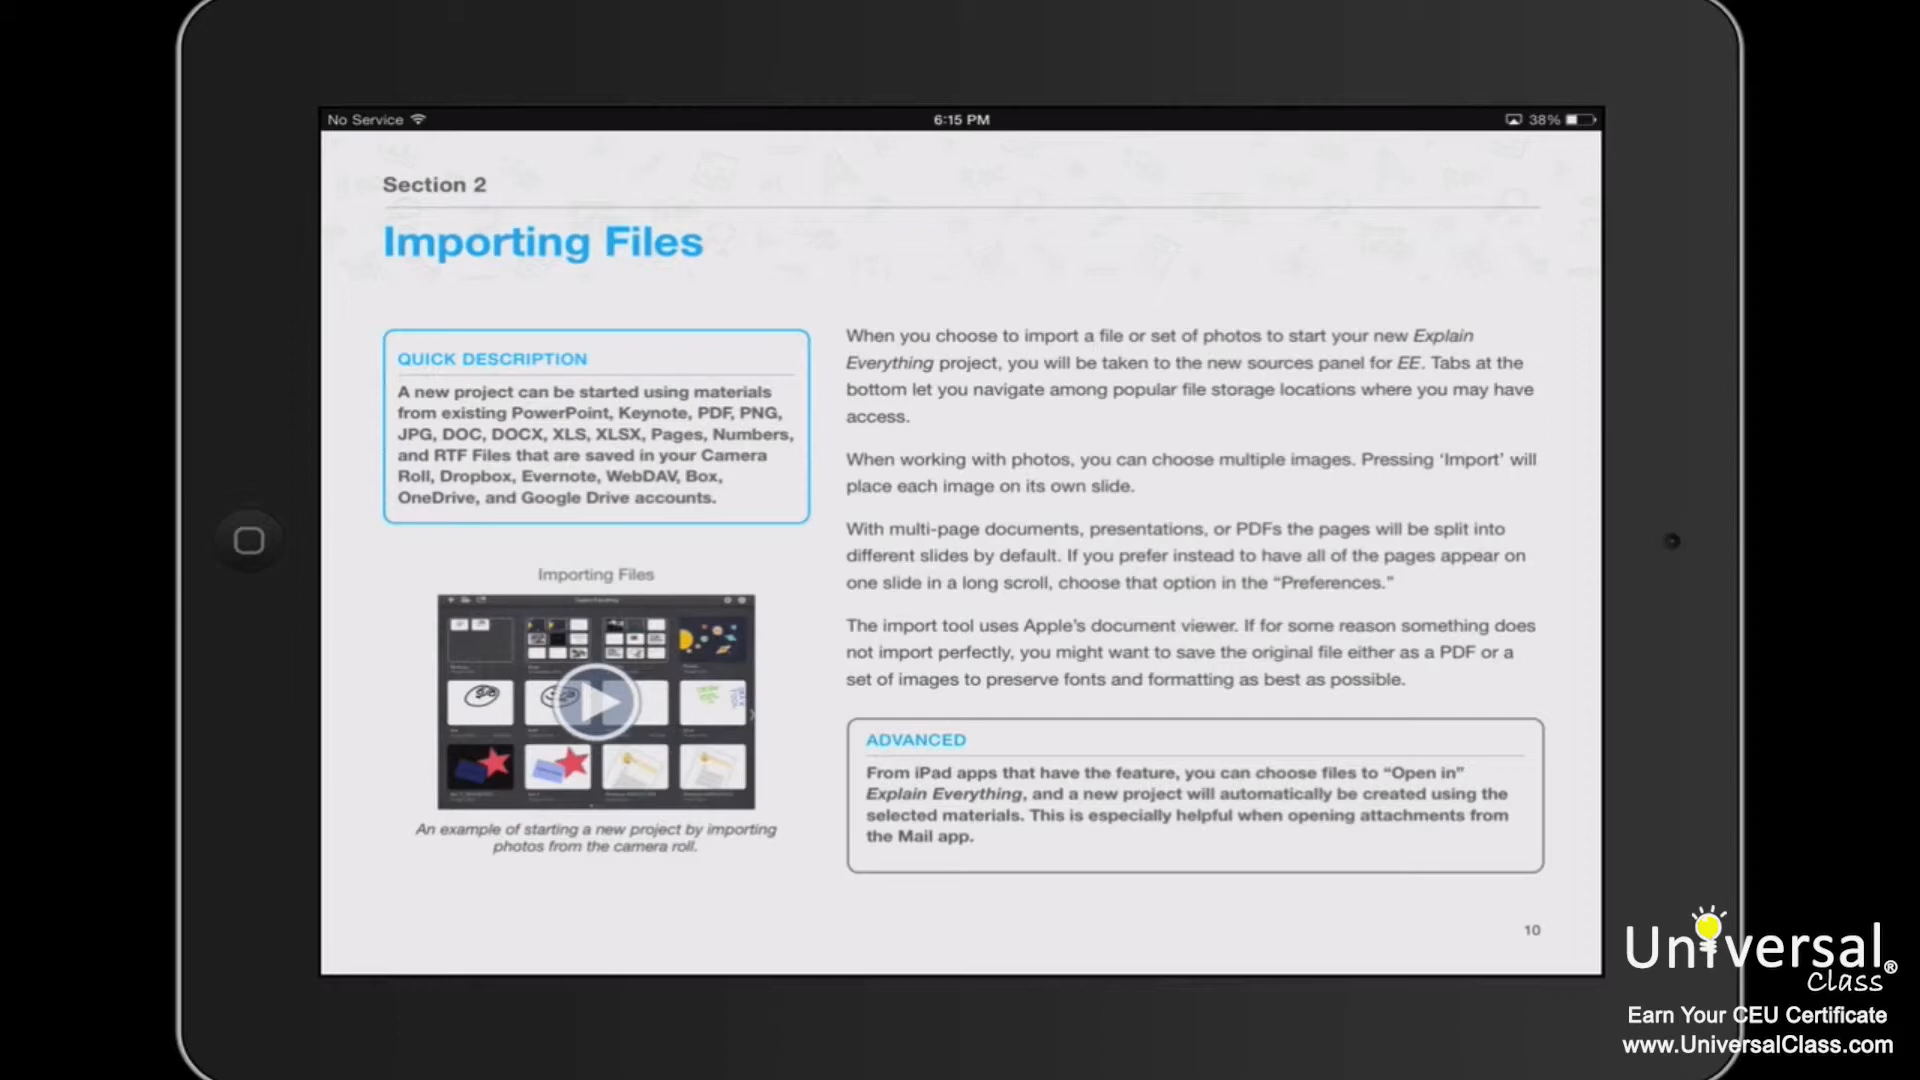 No Service
6:15 PM
38%
Section 2
Importing Files
QUICK DESCRIPTION
A new project can be started using materials
from existing PowerPoint, Keynote, PDF, PNG,
JPG, DOC, DOCX, XLS, XLSX, Pages, Numbers,
and RTF Files that are saved in your Camera
Roll, Dropbox, Evernote, WebDAV, Box,
OneDrive, and Google Drive accounts.
Importing Files
An example of starting a new project by importing
photos from the camera roll.
When you choose to import a file or set of photos to start your new Explain
Everything project, you will be taken to the new sources panel for EE. Tabs at the
bottom let you navigate among popular file storage locations where you may have
access.
When working with photos, you can choose multiple images. Pressing ‘Import’ will
place each image on its own slide.
With multi-page documents, presentations, or PDFs the pages will be split into
different slides by default. If you prefer instead to have all of the pages appear on
one slide in a long scroll, choose that option in the “Preferences.”
The import tool uses Apple’s document viewer. If for some reason something does
not import perfectly, you might want to save the original file either as a PDF or a
set of images to preserve fonts and formatting as best as possible.
ADVANCED
From iPad apps that have the feature, you can choose files to “Open in”
Explain Everything, and a new project will automatically be created using the
selected materials. This is especially helpful when opening attachments from
the Mail app.
10
Universal
Class®
Earn Your CEU Certificate
www.UniversalClass.com